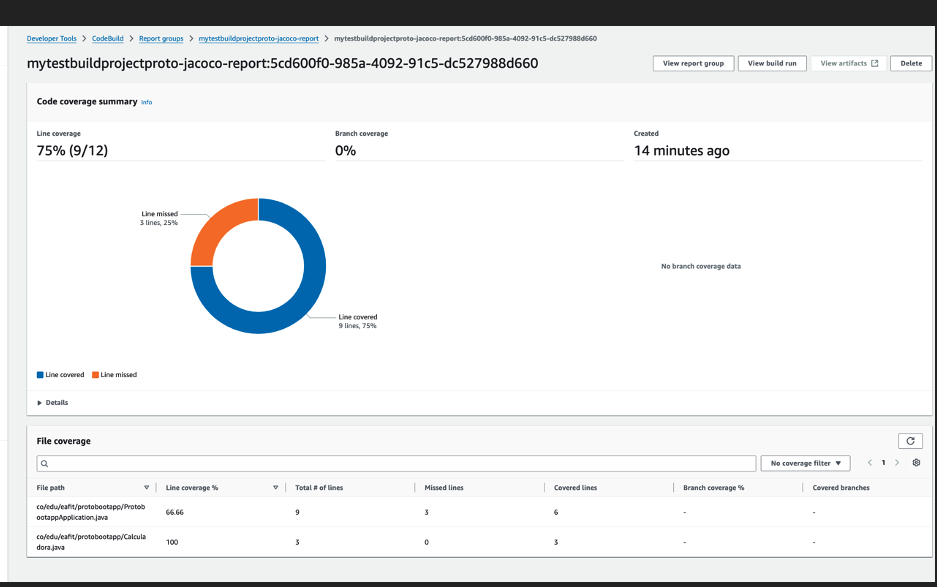 Developer Tools > CodeBuild > Report groups > mytestbuildprojectproto-jacoco-report > mytestbuildprojectproto-jacoco-report:5cd600f0-985a-4092-91c5-dc527988d660
mytestbuildprojectproto-jacoco-report:5cd600f0-985a-4092-91c5-dc527988d660
View report group
View build run
View artifacts
Delete
Code coverage summary Info
Line coverage
75% (9/12)
Branch coverage
0%
Created
14 minutes ago
Line missed
3 lines, 25%
Line covered
9 lines, 75%
No branch coverage data
Line covered Line missed
Details
File coverage
No coverage filter
1
File path Line coverage % Total # of lines Missed lines Covered lines Branch coverage % Covered branches
co/edu/eafit/protobootapp/Protob
ootappApplication.java
66.66 9 3 6 - -
co/edu/eafit/protobootapp/Calcula
dora.java
100 3 0 3 - -